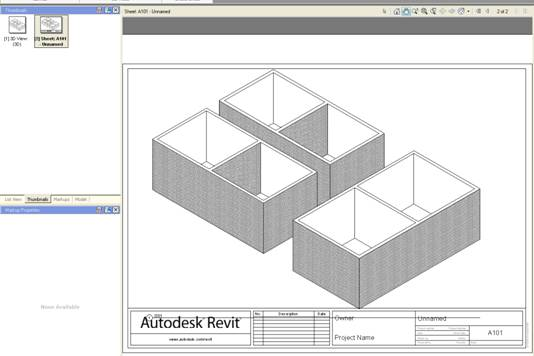 Thumbnails
Sheet: A101 - Unnamed
2 of 2
[1] 3D View:
{3D}
[2] Sheet: A101
- Unnamed
List View Thumbnails Markups Model
Markup Properties
None Available
Autodesk Revit
www.autodesk.com/revit
No. Description Date
Owner
Project Name
Unnamed
A101